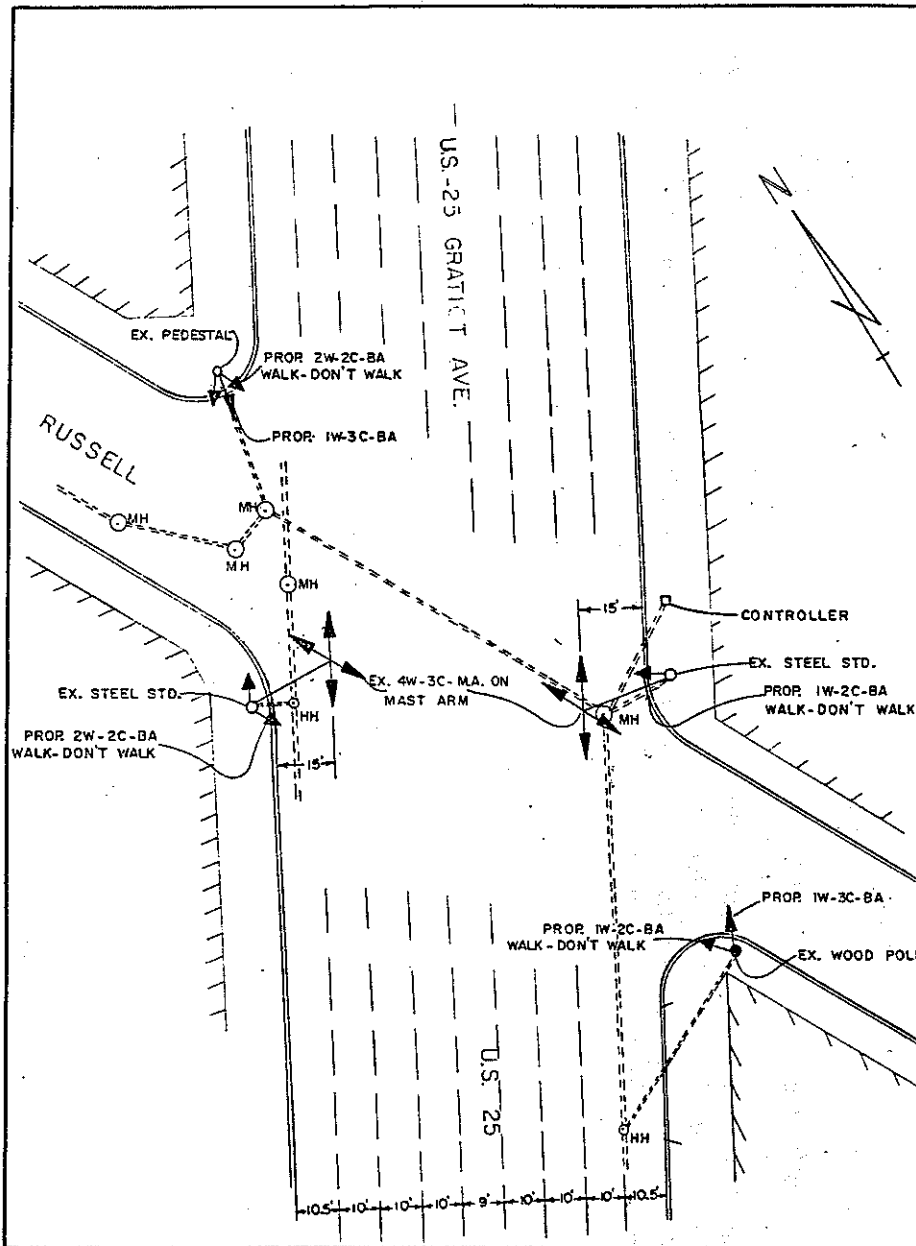 U.S.-25 GRATIOT AVE.
N
EX. PEDESTAL
PROP. 2W-2C-BA
WALK-DON'T WALK
PROP. 1W-3C-BA
RUSSELL
MH
MH
MH
MH
15'
CONTROLLER
EX. STEEL STD.
EX. 4W-3C-M.A. ON
MAST ARM
EX. STEEL STD.
MH
PROP. 1W-2C-BA
WALK-DON'T WALK
HH
PROP. 2W-2C-BA
WALK-DON'T WALK
15'
PROP. 1W-3C-BA
PROP. 1W-2C-BA
WALK-DON'T WALK
EX. WOOD POLE
U.S. 25
HH
10.5' 10' 10' 10' 9' 10' 10' 10' 10.5'